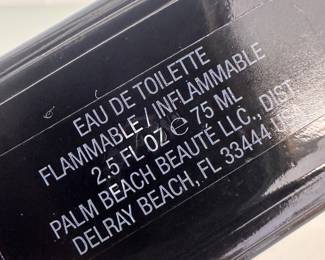 EAU DE TOILETTE
FLAMMABLE / INFLAMMABLE
2.5 FL OZ ℮ 75 ML
PALM BEACH BEAUTÉ LLC., DIST
DELRAY BEACH, FL 33444